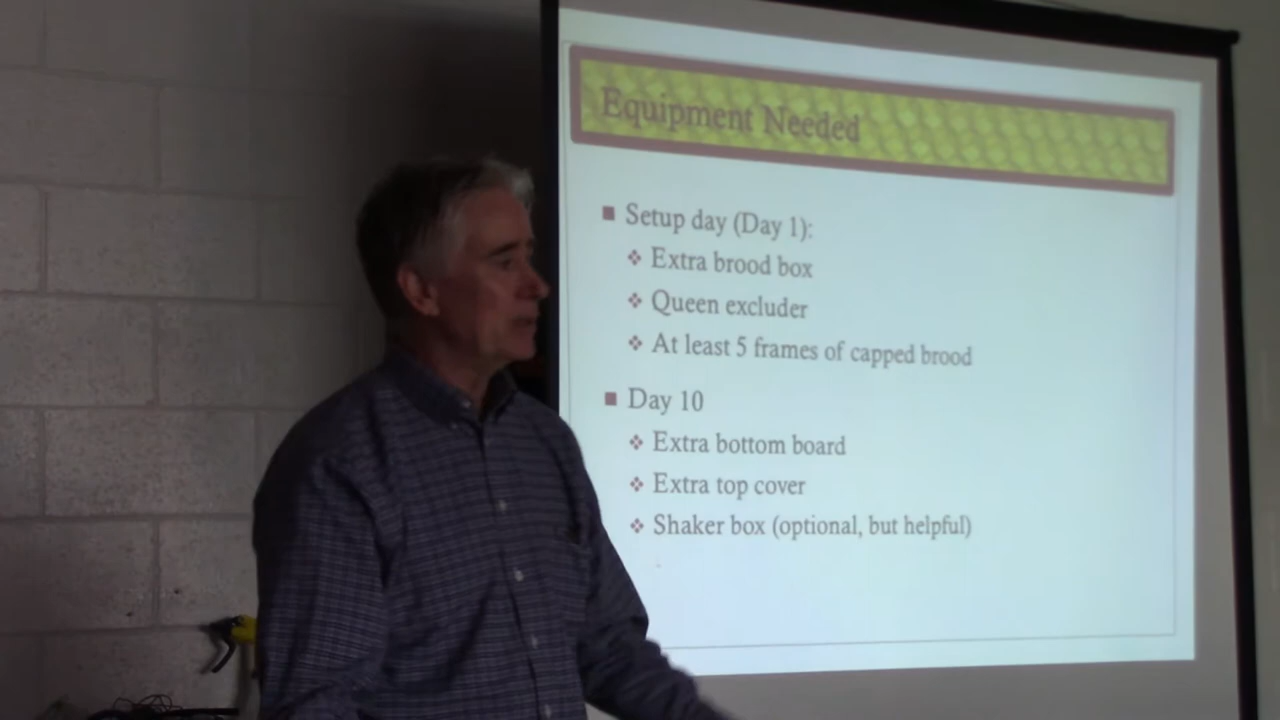 Equipment Needed
Setup day (Day 1):
Extra brood box
Queen excluder
At least 5 frames of capped brood
Day 10
Extra bottom board
Extra top cover
Shaker box (optional, but helpful)